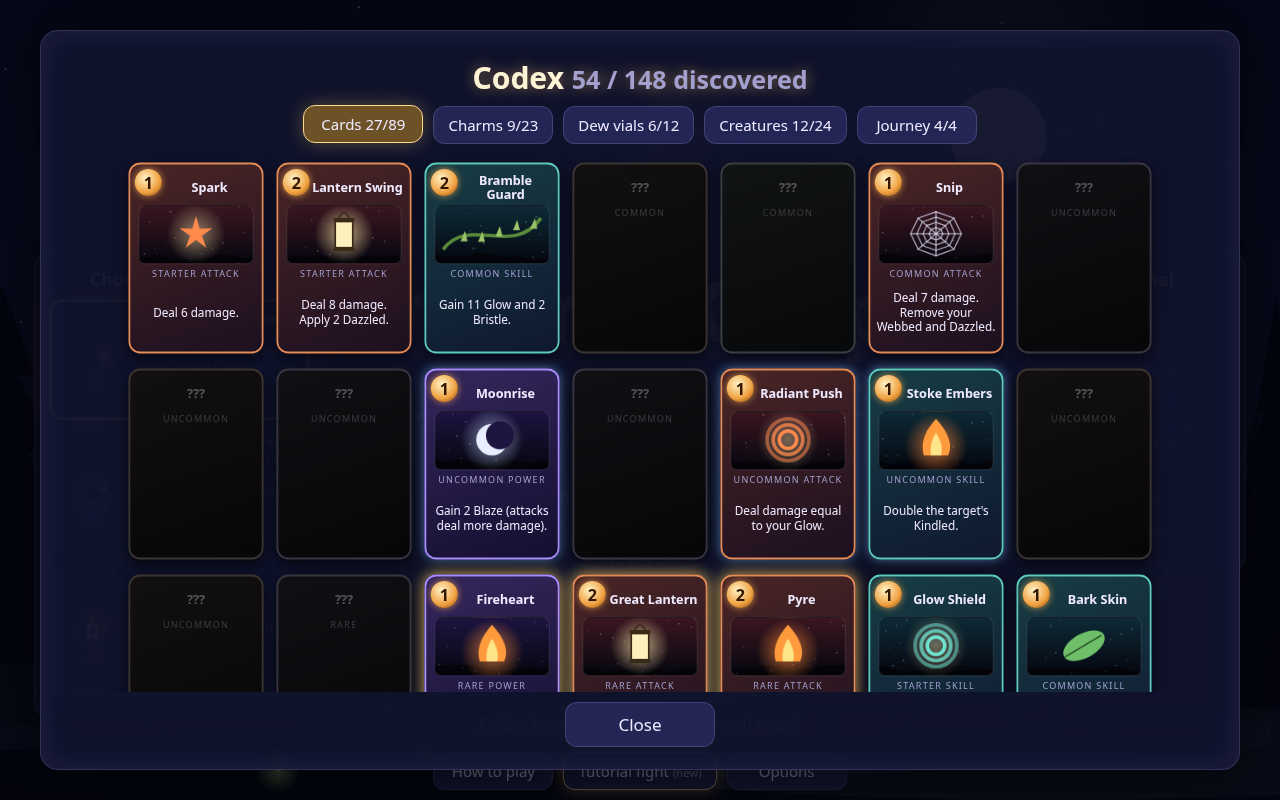 Codex 54 / 148 discovered
Cards 27/89
Charms 9/23
Dew vials 6/12
Creatures 12/24
Journey 4/4
1 Spark
STARTER ATTACK
Deal 6 damage.
2 Lantern Swing
STARTER ATTACK
Deal 8 damage.
Apply 2 Dazzled.
2 Bramble
Guard
COMMON SKILL
Gain 11 Glow and 2
Bristle.
???
COMMON
???
COMMON
1 Snip
COMMON ATTACK
Deal 7 damage.
Remove your
Webbed and Dazzled.
???
UNCOMMON
???
UNCOMMON
???
UNCOMMON
1 Moonrise
UNCOMMON POWER
Gain 2 Blaze (attacks
deal more damage).
???
UNCOMMON
1 Radiant Push
UNCOMMON ATTACK
Deal damage equal
to your Glow.
1 Stoke Embers
UNCOMMON SKILL
Double the target's
Kindled.
???
UNCOMMON
???
UNCOMMON
???
RARE
1 Fireheart
RARE POWER
2 Great Lantern
RARE ATTACK
2 Pyre
RARE ATTACK
1 Glow Shield
STARTER SKILL
1 Bark Skin
COMMON SKILL
Close
How to play
Tutorial fight (new)
Options